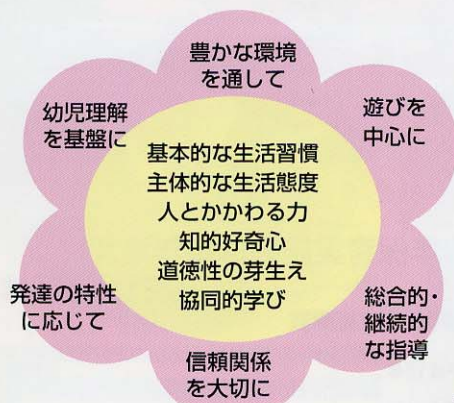 豊かな環境
を通して
遊びを
中心に
総合的・
継続的
な指導
信頼関係
を大切に
発達の特性
に応じて
幼児理解
を基盤に
基本的な生活習慣
主体的な生活態度
人とかかわる力
知的好奇心
道徳性の芽生え
協同的学び